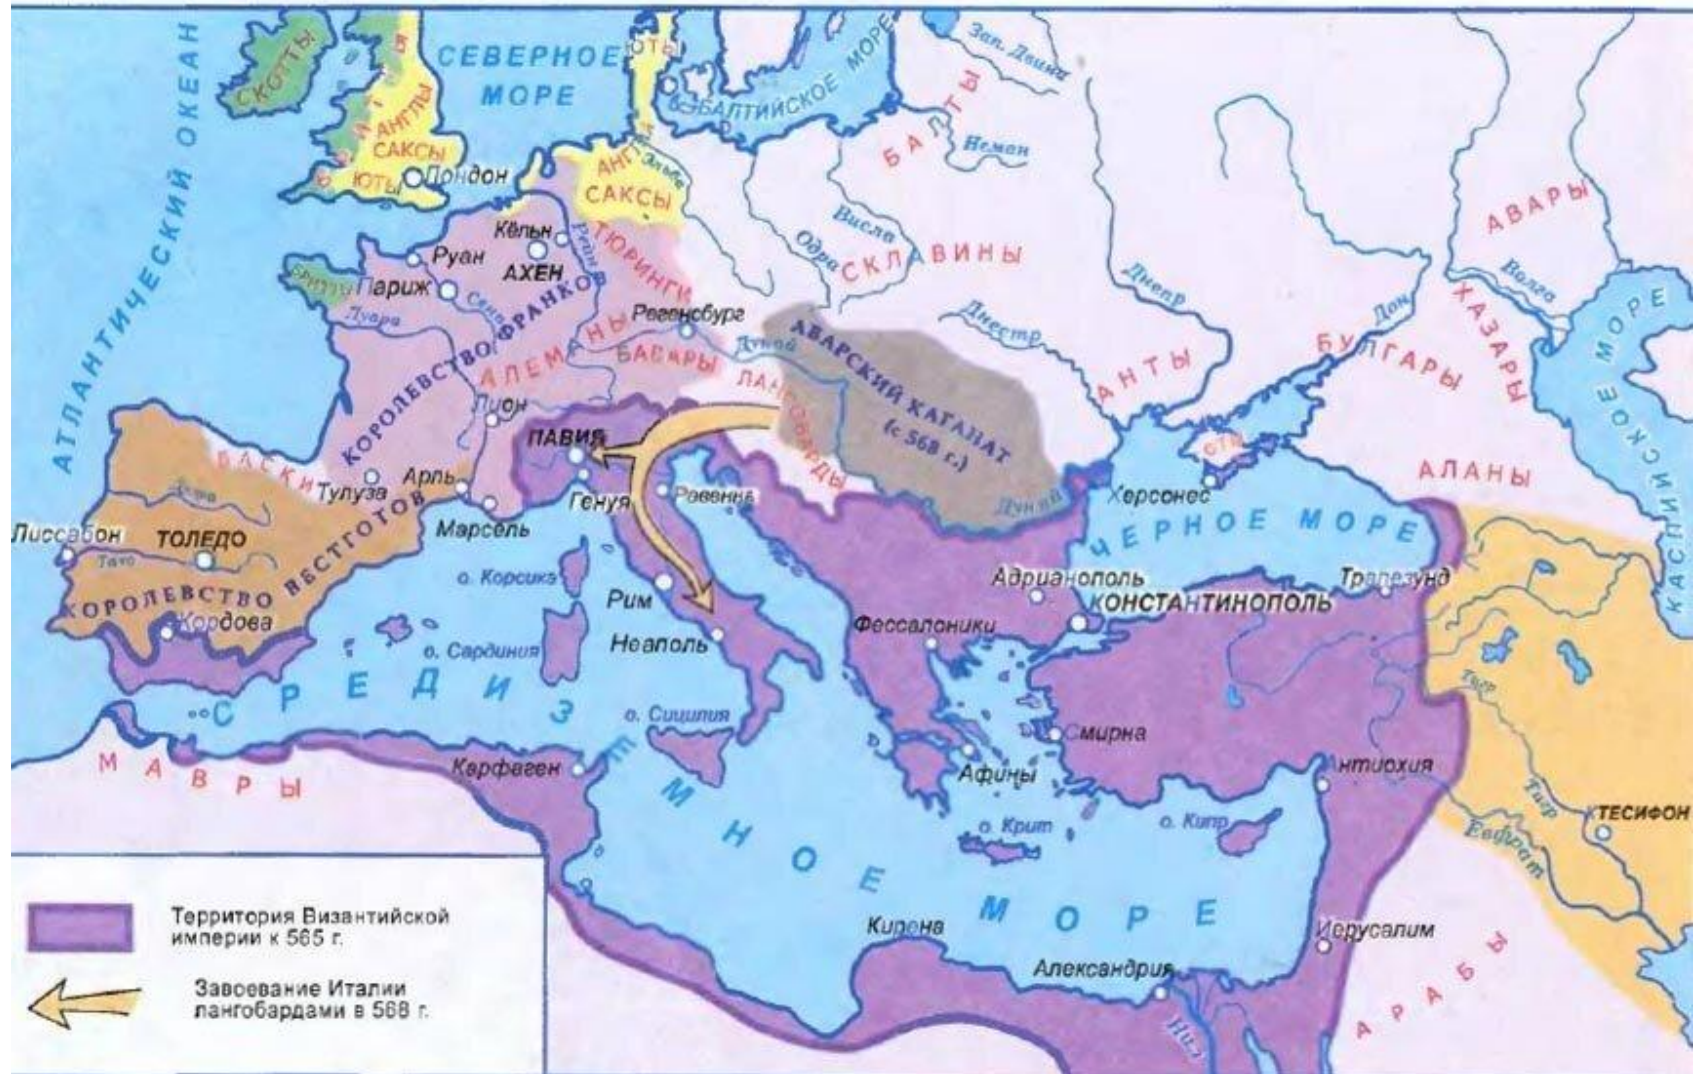 АТЛАНТИЧЕСКИЙ ОКЕАН
СКОТТЫ
СЕВЕРНОЕ
МОРЕ
ЮТЫ
БАЛТИЙСКОЕ МОРЕ
Зап. Двина
БАЛТЫ
Неман
АНГЛЫ
САКСЫ
ЮТЫ
Лондон
АНГЛЫ
САКСЫ
Эльба
Висла
Одра
СКЛАВИНЫ
АВАРЫ
Волга
Днепр
Дон
ХАЗАРЫ
КАСПИЙСКОЕ МОРЕ
Кёльн
АХЕН
Рейн
ТЮРИНГИ
Руан
Париж
Сена
БРИТТЫ
Луара
КОРОЛЕВСТВО ФРАНКОВ
Регенсбург
АЛЕМАНЫ
БАВАРЫ
Дунай
ЛАНГОБАРДЫ
АВАРСКИЙ КАГАНАТ
(с 568 г.)
Днестр
АНТЫ
БУЛГАРЫ
АЛАНЫ
Лион
ПАВИЯ
БАСКИ
Тулуза
Арль
Марсель
Генуя
Равенна
Дунай
Херсонес
ЧЕРНОЕ МОРЕ
Лиссабон
ТОЛЕДО
Тахо
КОРОЛЕВСТВО ВЕСТГОТОВ
Кордова
о. Корсика
Рим
о. Сардиния
Неаполь
Адрианополь
КОНСТАНТИНОПОЛЬ
Трапезунд
Фессалоники
СРЕДИЗЕМНОЕ МОРЕ
о. Сицилия
Смирна
Афины
Тигр
МАВРЫ
Карфаген
Антиохия
о. Крит
о. Кипр
Тигр
Евфрат
КТЕСИФОН
Кирена
Александрия
Иерусалим
Нил
АРАБЫ
Территория Византийской
империи к 565 г.
Завоевание Италии
лангобардами в 568 г.